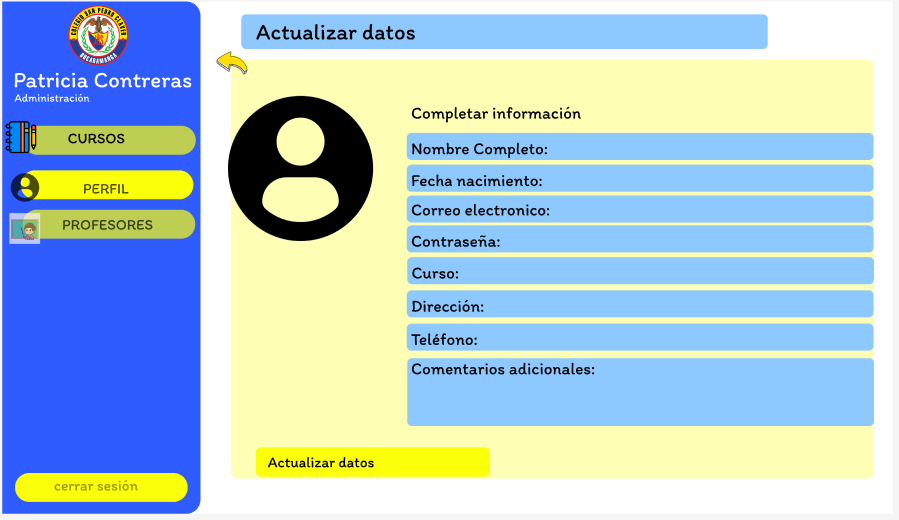 COLEGIO SAN PEDRO CLAVER
BUCARAMANGA
Patricia Contreras
Administración
CURSOS
PERFIL
PROFESORES
cerrar sesión
Actualizar datos
Completar información
Nombre Completo:
Fecha nacimiento:
Correo electronico:
Contraseña:
Curso:
Dirección:
Teléfono:
Comentarios adicionales:
Actualizar datos